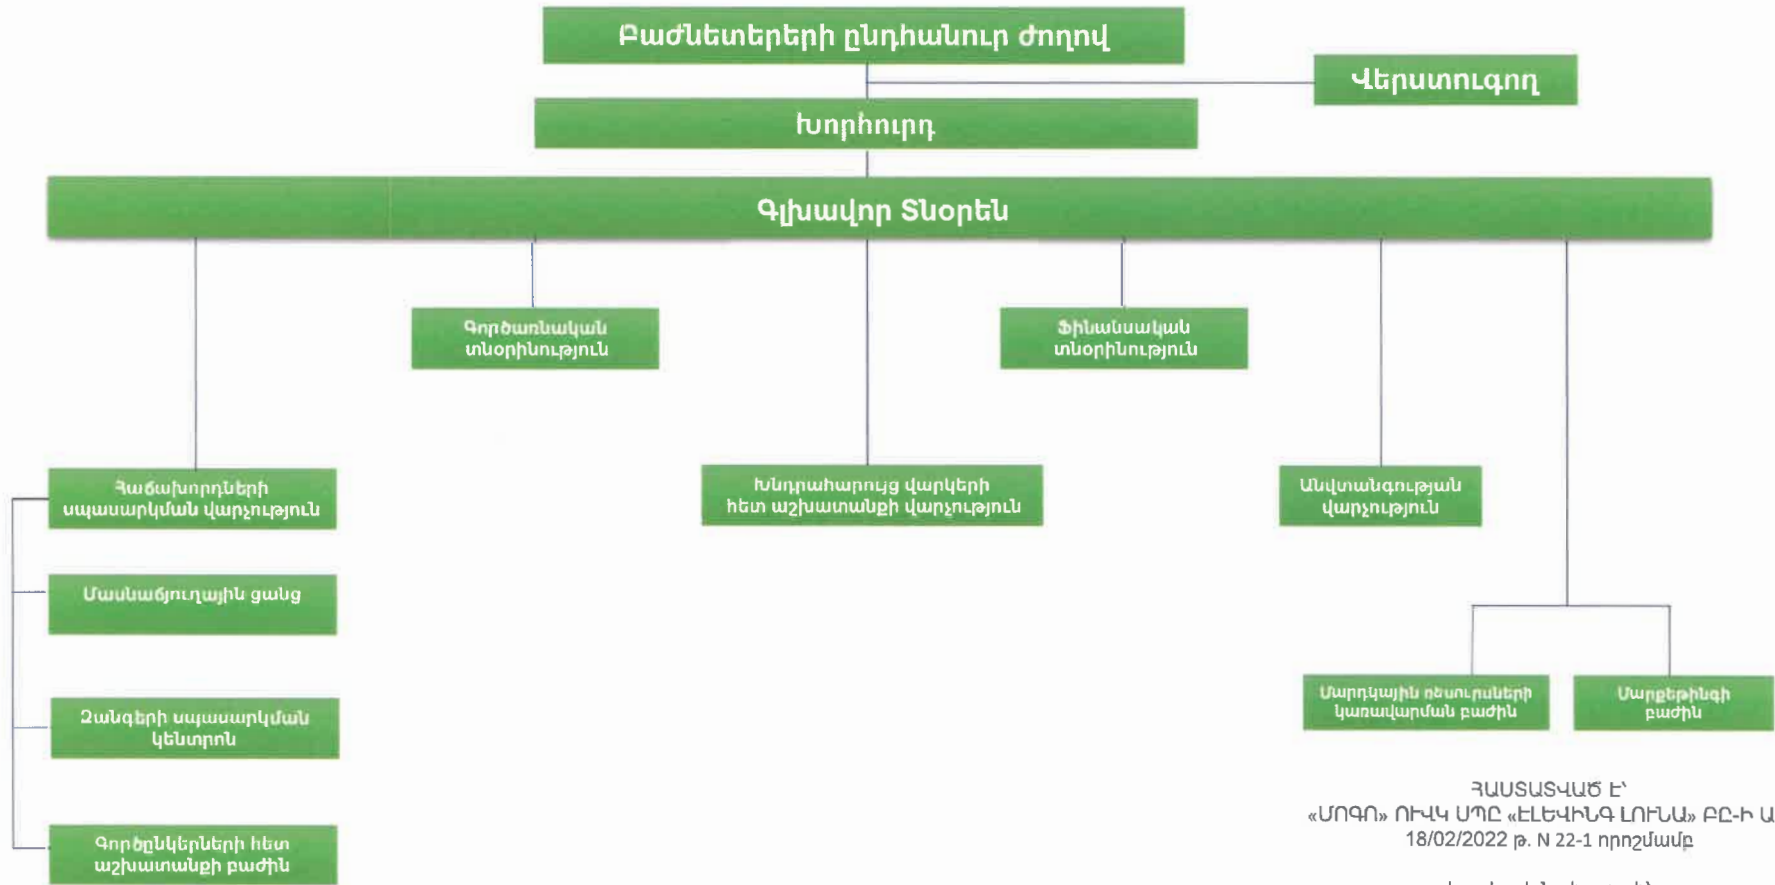 Բաժնետերերի ընդհանուր ժողով
Վերստուգող
Խորհուրդ
Գլխավոր Տնօրեն
Գործառնական
տնօրինություն
Ֆինանսական
տնօրինություն
Հաճախորդների
սպասարկման վարչություն
Խնդրահարույց վարկերի
հետ աշխատանքի վարչություն
Անվտանգության
վարչություն
Մասնաճյուղային ցանց
Մարդկային ռեսուրսների
կառավարման բաժին
Մարքեթինգի
բաժին
Զանգերի սպասարկման
կենտրոն
Գործընկերների հետ
աշխատանքի բաժին
ՀԱՍՏԱՏՎԱԾ Է՝
«ՄՈԳՈ» ՈՒՎԿ ՍՊԸ «ԷԼԵՎԻՆԳ ԼՈՒՆԱ» ԲԸ-Ի Ա
18/02/2022 թ. N 22-1 որոշմամբ